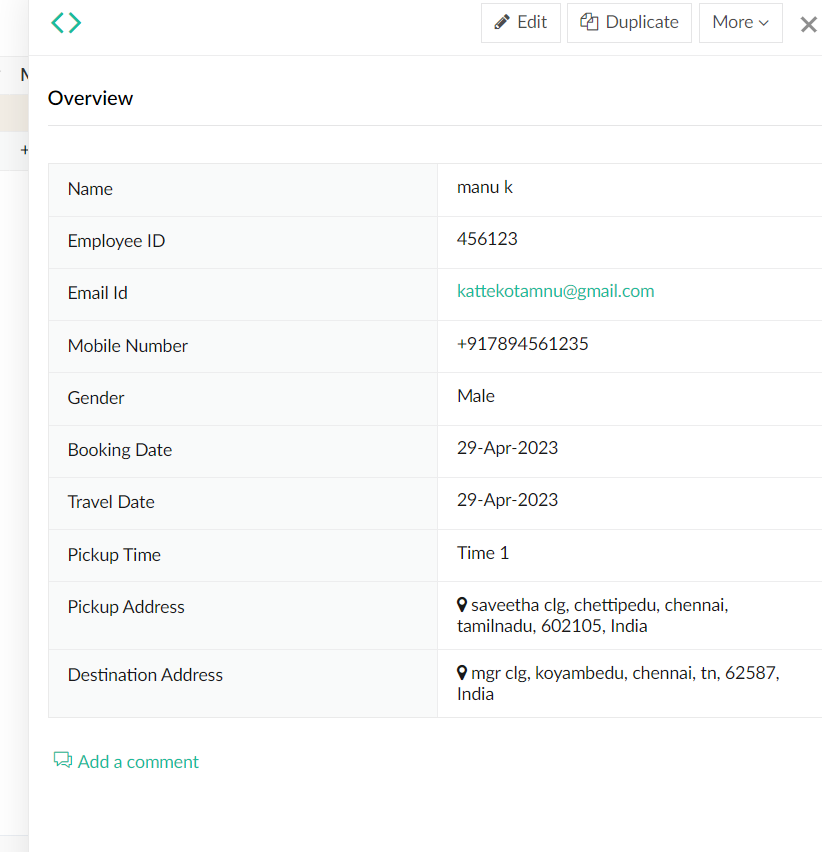 Edit Duplicate More
Overview
Name manu k
Employee ID 456123
Email Id kattekotamnu@gmail.com
Mobile Number +917894561235
Gender Male
Booking Date 29-Apr-2023
Travel Date 29-Apr-2023
Pickup Time Time 1
Pickup Address saveetha clg, chettipedu, chennai,
tamilnadu, 602105, India
Destination Address mgr clg, koyambedu, chennai, tn, 62587,
India
Add a comment